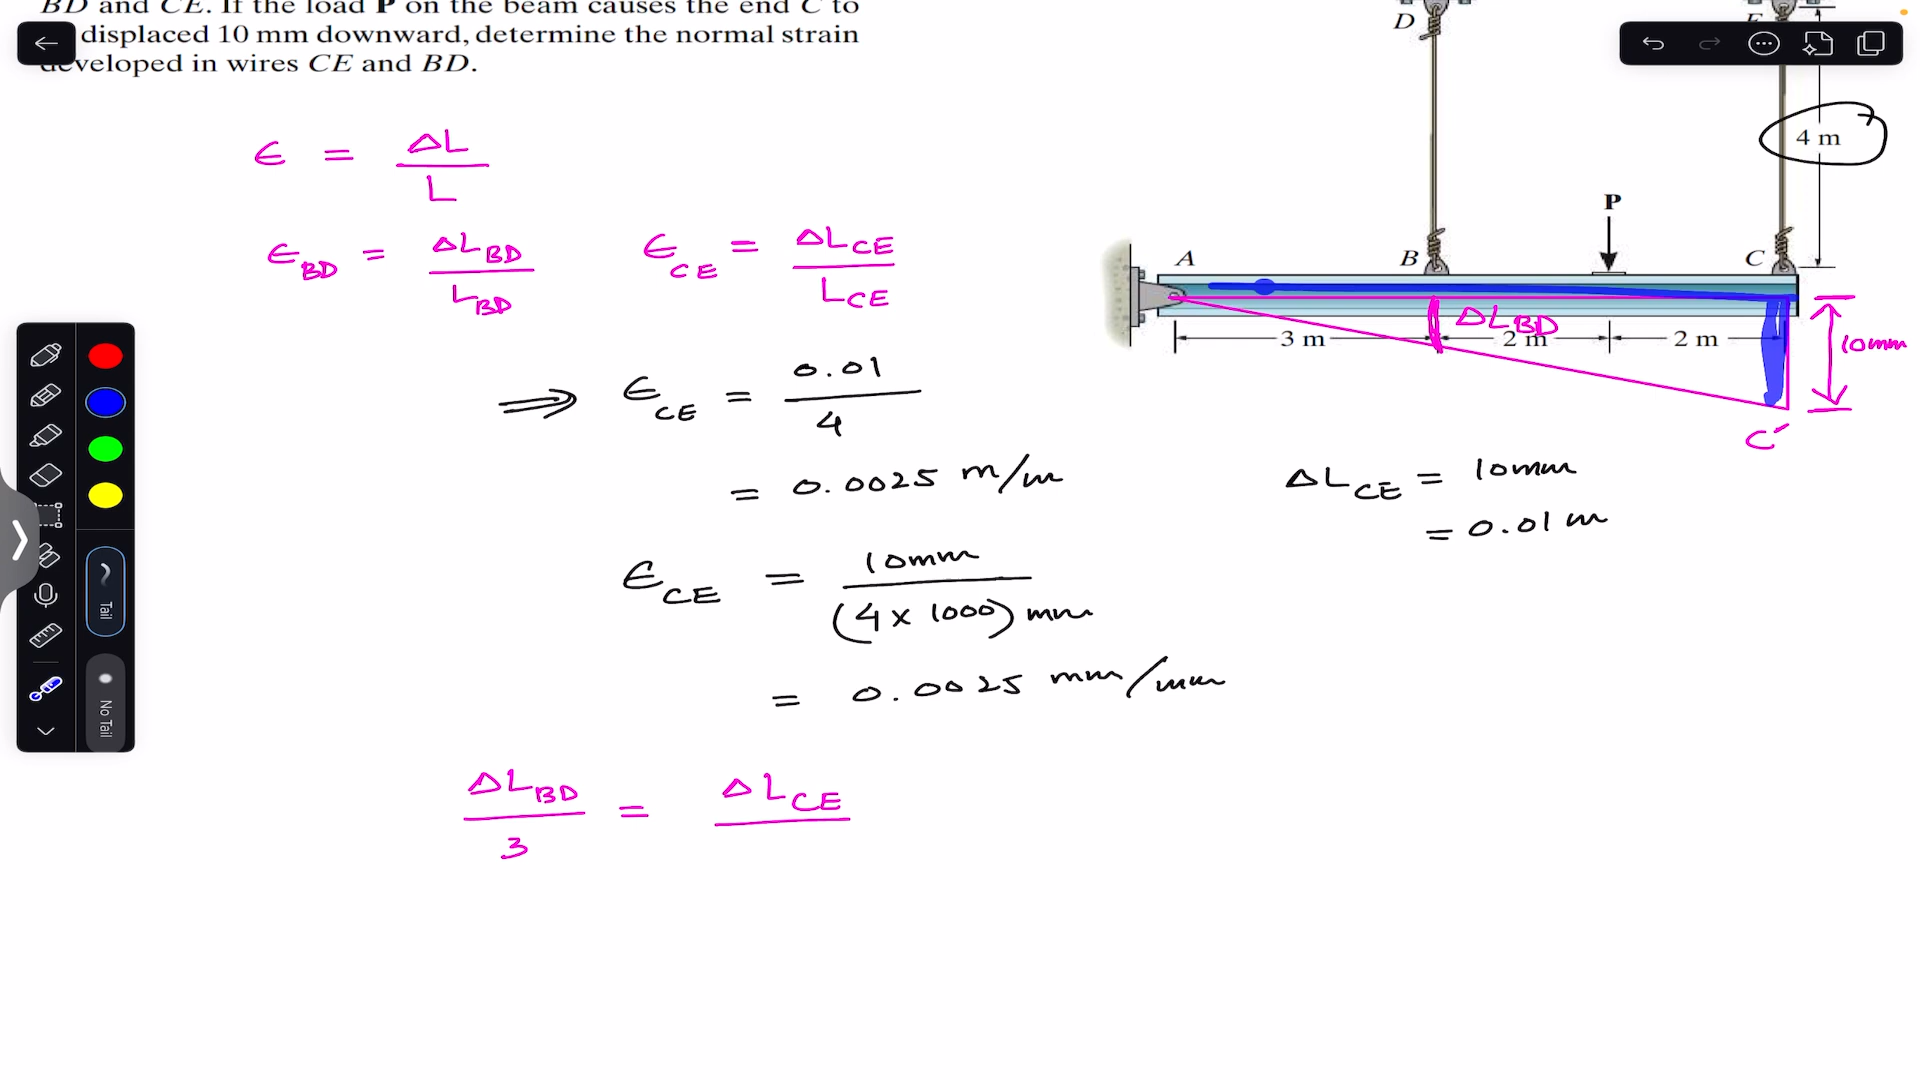 BD and CE. If the load P on the beam causes the end C to
displaced 10 mm downward, determine the normal strain
developed in wires CE and BD.
D
E
4 m
P
A
B
C
3 m
2 m
2 m
ΔL_BD
10mm
C'
ϵ = ΔL / L
ϵ_BD = ΔL_BD / L_BD
ϵ_CE = ΔL_CE / L_CE
⇒ ϵ_CE = 0.01 / 4
= 0.0025 m/m
ΔL_CE = 10mm
= 0.01 m
ϵ_CE = 10mm / (4 x 1000) mm
= 0.0025 mm/mm
ΔL_BD / 3 = ΔL_CE
Tail
No Tail